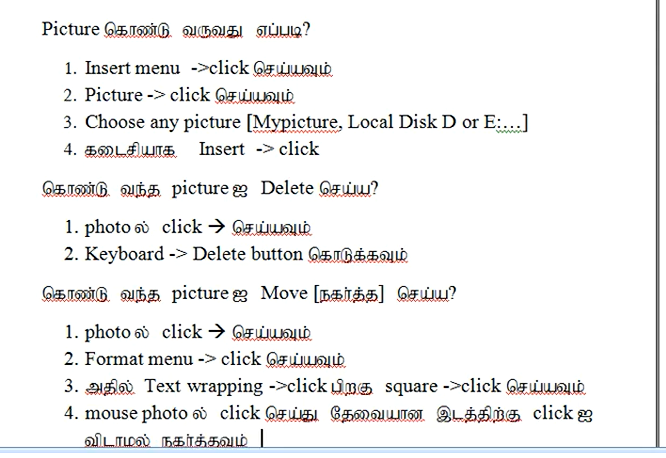 Picture கொண்டு வருவது எப்படி?
1. Insert menu ->click செய்யவும்
2. Picture -> click செய்யவும்
3. Choose any picture [Mypicture, Local Disk D or E:...]
4. கடைசியாக Insert -> click
கொண்டு வந்த picture ஐ Delete செய்ய?
1. photo ல் click → செய்யவும்
2. Keyboard -> Delete button கொடுக்கவும்
கொண்டு வந்த picture ஐ Move [நகர்த்த] செய்ய?
1. photo ல் click → செய்யவும்
2. Format menu -> click செய்யவும்
3. அதில் Text wrapping ->click பிறகு square ->click செய்யவும்
4. mouse photo ல் click செய்து தேவையான இடத்திற்கு click ஐ
விடாமல் நகர்த்தவும்